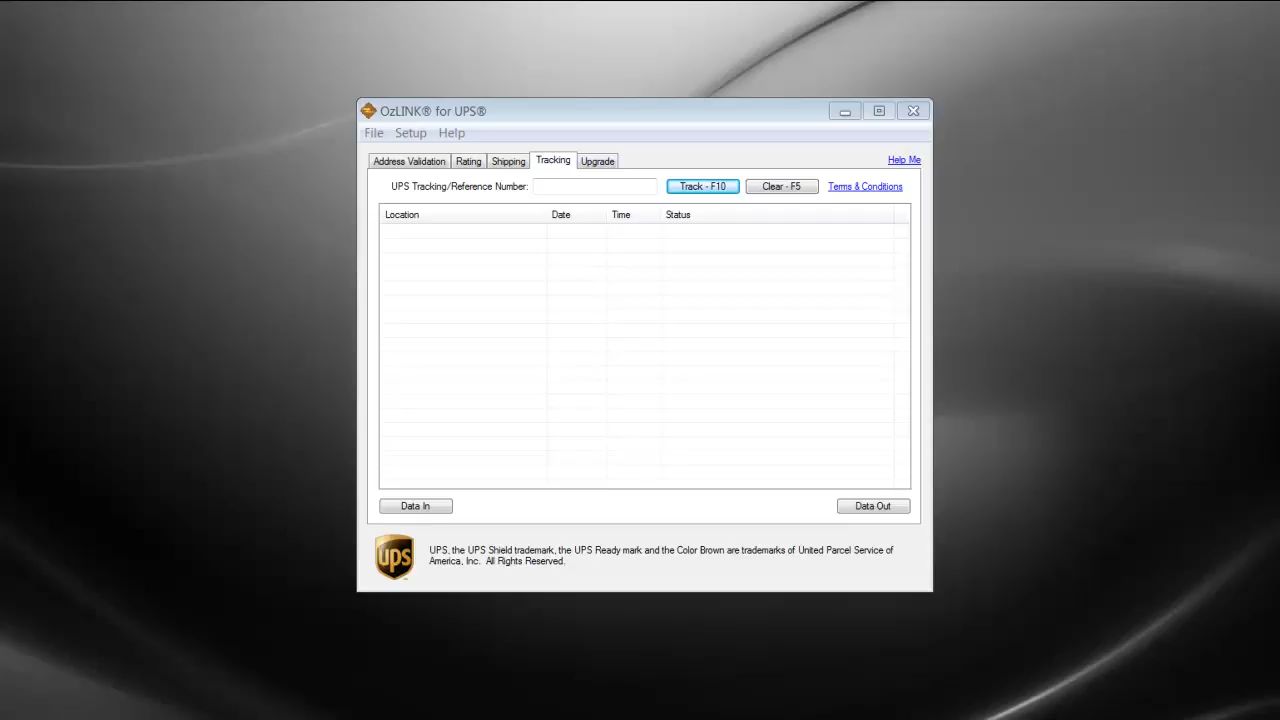 OzLINK® for UPS®
File Setup Help
Address Validation Rating Shipping Tracking Upgrade Help Me
UPS Tracking/Reference Number: Track - F10 Clear - F5 Terms & Conditions
Location Date Time Status
Data In Data Out
ups
UPS, the UPS Shield trademark, the UPS Ready mark and the Color Brown are trademarks of United Parcel Service of
America, Inc. All Rights Reserved.